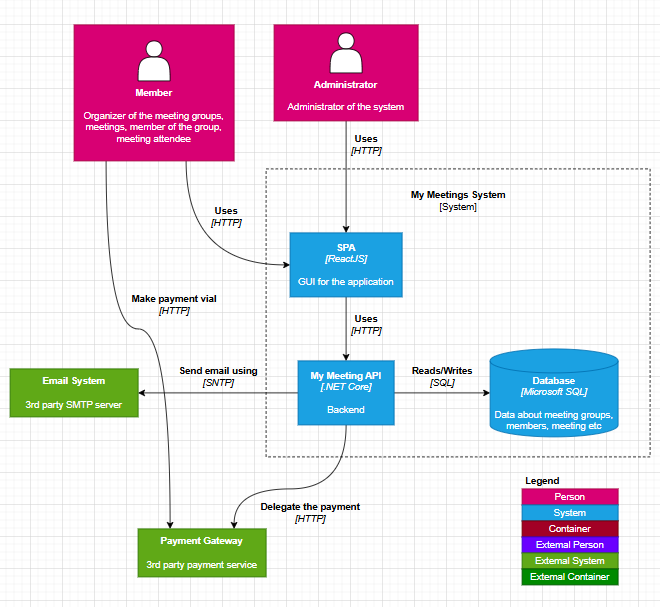 Member
Organizer of the meeting groups,
meetings, member of the group,
meeting attendee
Administrator
Administrator of the system
Uses
[HTTP]
My Meetings System
[System]
Uses
[HTTP]
SPA
[ReactJS]
GUI for the application
Make payment vial
[HTTP]
Uses
[HTTP]
Email System
3rd party SMTP server
Send email using
[SNTP]
My Meeting API
[.NET Core]
Backend
Reads/Writes
[SQL]
Database
[Microsoft SQL]
Data about meeting groups,
members, meeting etc
Delegate the payment
[HTTP]
Payment Gateway
3rd party payment service
Legend
Person
System
Container
External Person
External System
External Container